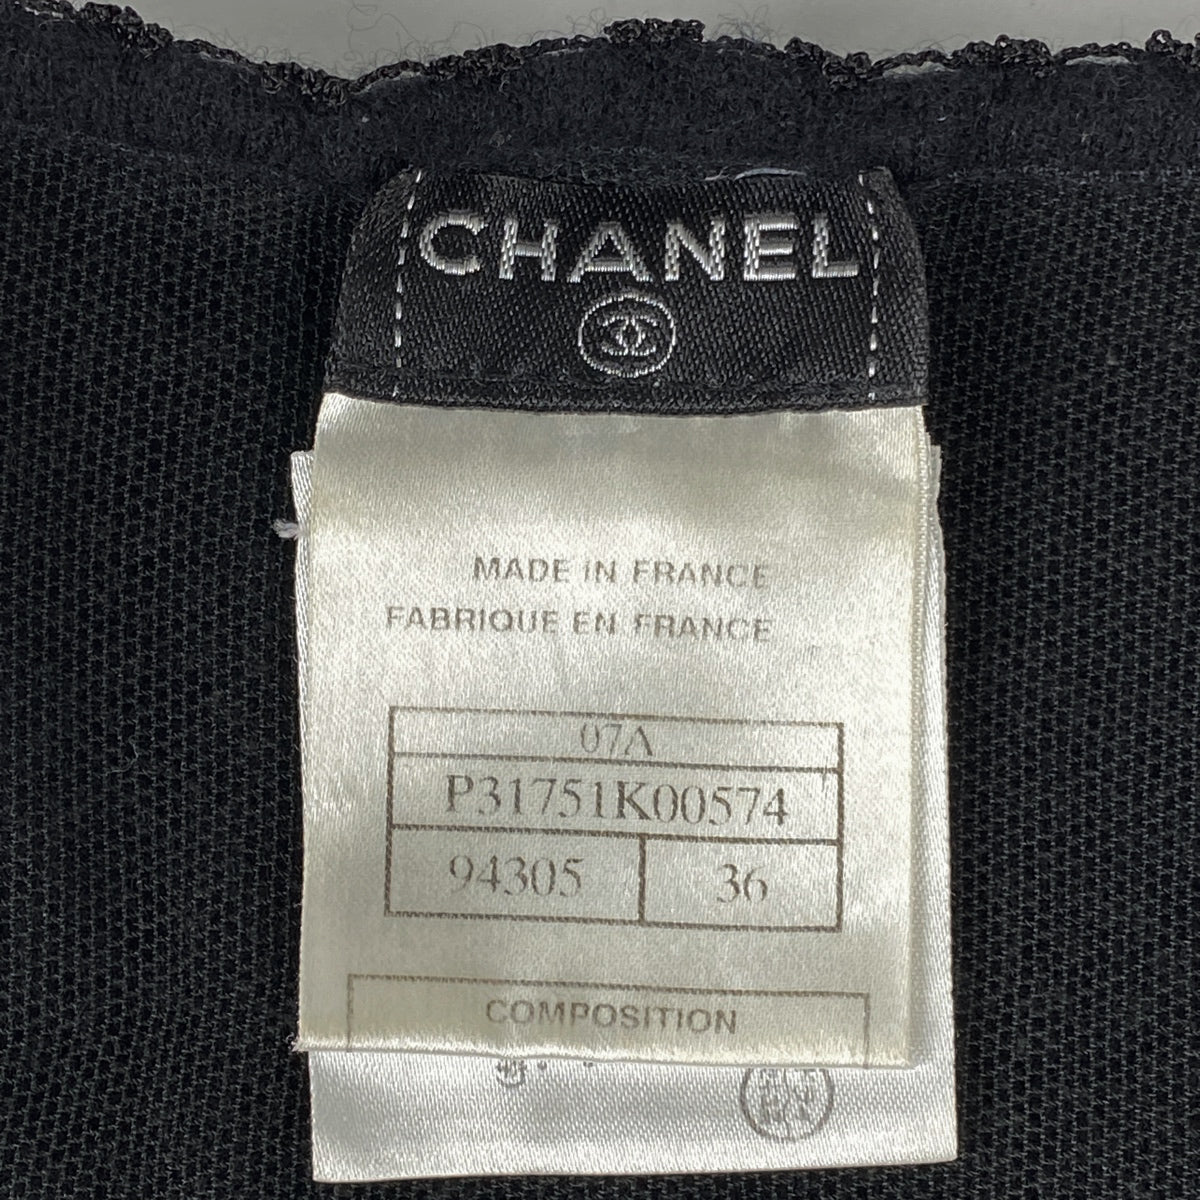 CHANEL
MADE IN FRANCE
FABRIQUE EN FRANCE
07A
P31751K00574
94305 36
COMPOSITION